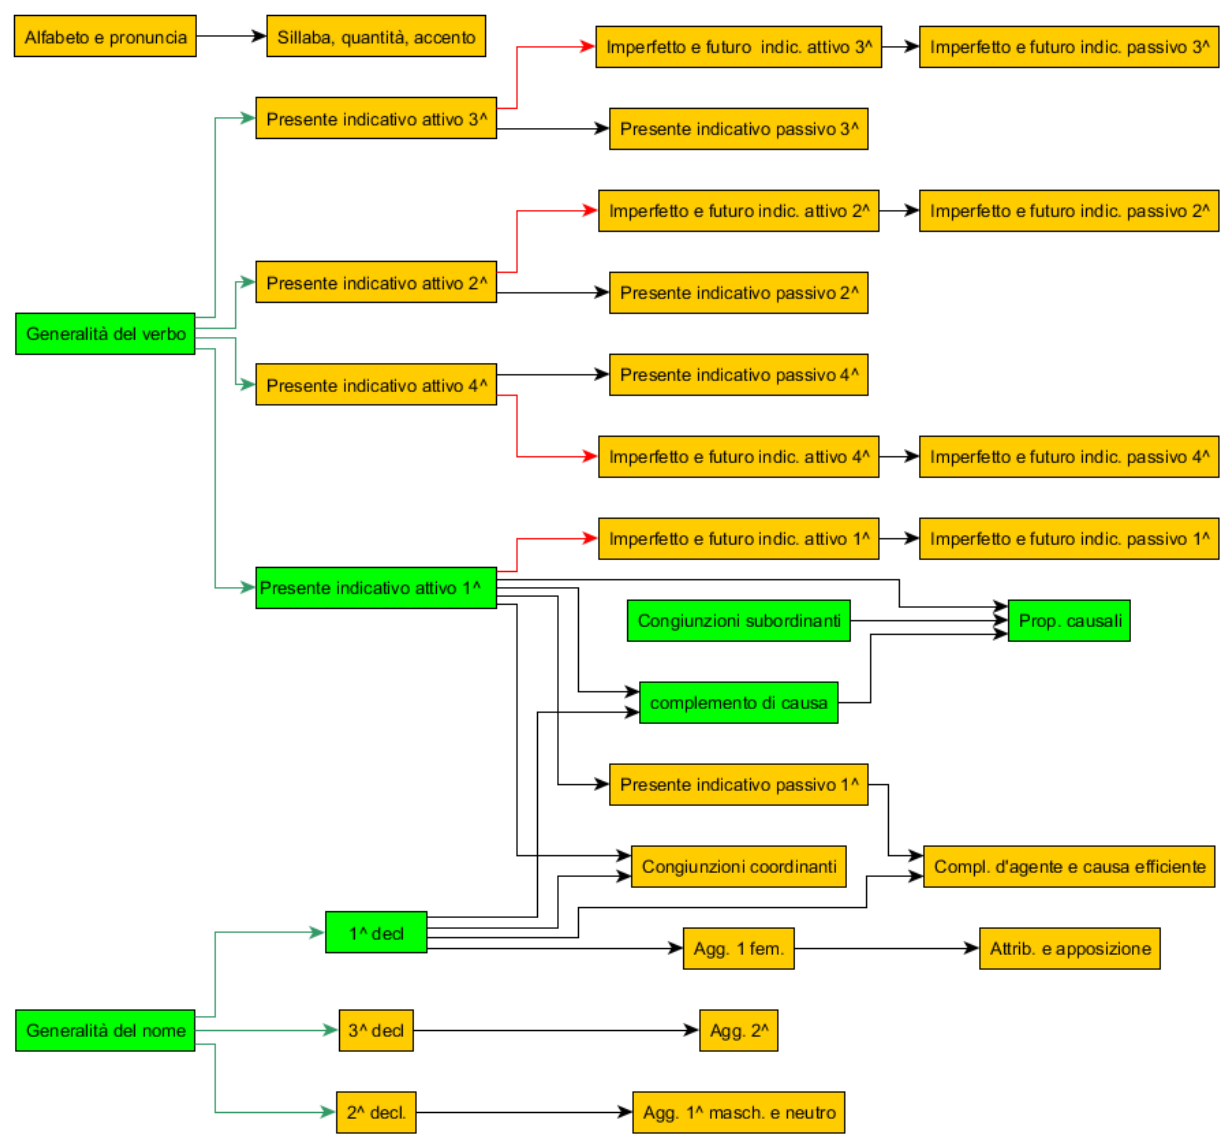 Alfabeto e pronuncia
Sillaba, quantità, accento
Imperfetto e futuro  indic. attivo 3^
Imperfetto e futuro indic. passivo 3^
Presente indicativo attivo 3^
Presente indicativo passivo 3^
Imperfetto e futuro indic. attivo 2^
Imperfetto e futuro indic. passivo 2^
Presente indicativo attivo 2^
Presente indicativo passivo 2^
Generalità del verbo
Presente indicativo attivo 4^
Presente indicativo passivo 4^
Imperfetto e futuro indic. attivo 4^
Imperfetto e futuro indic. passivo 4^
Imperfetto e futuro indic. attivo 1^
Imperfetto e futuro indic. passivo 1^
Presente indicativo attivo 1^
Congiunzioni subordinanti
Prop. causali
complemento di causa
Presente indicativo passivo 1^
Congiunzioni coordinanti
Compl. d'agente e causa efficiente
1^ decl
Agg. 1 fem.
Attrib. e apposizione
Generalità del nome
3^ decl
Agg. 2^
2^ decl.
Agg. 1^ masch. e neutro